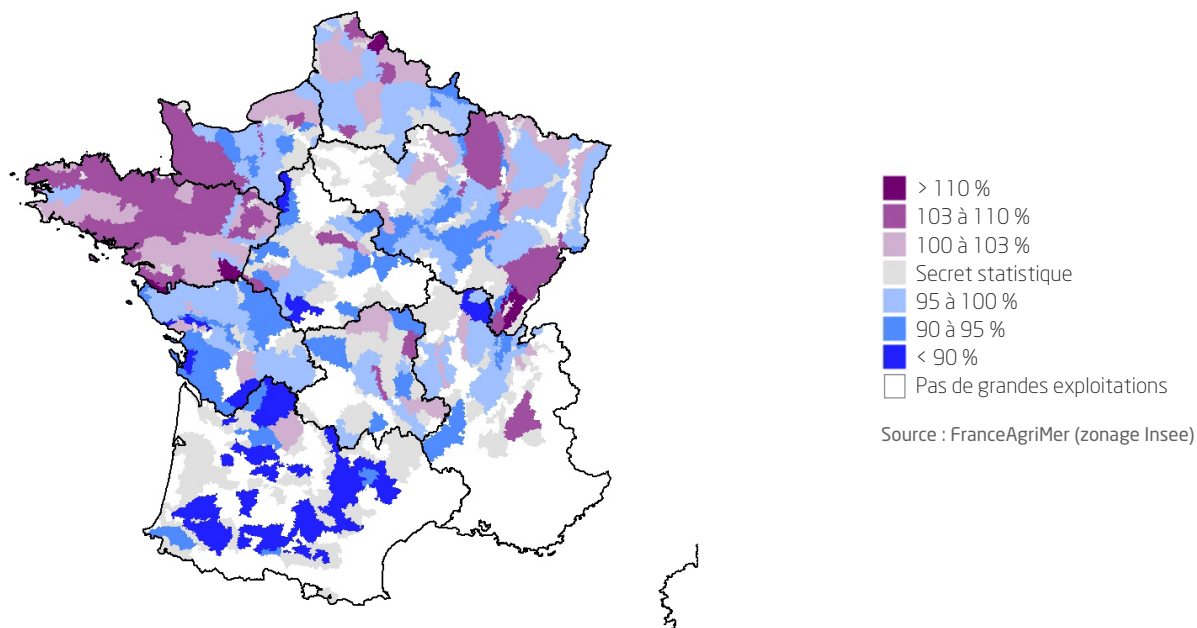 > 110 %
103 à 110 %
100 à 103 %
Secret statistique
95 à 100 %
90 à 95 %
< 90 %
Pas de grandes exploitations
Source : FranceAgriMer (zonage Insee)